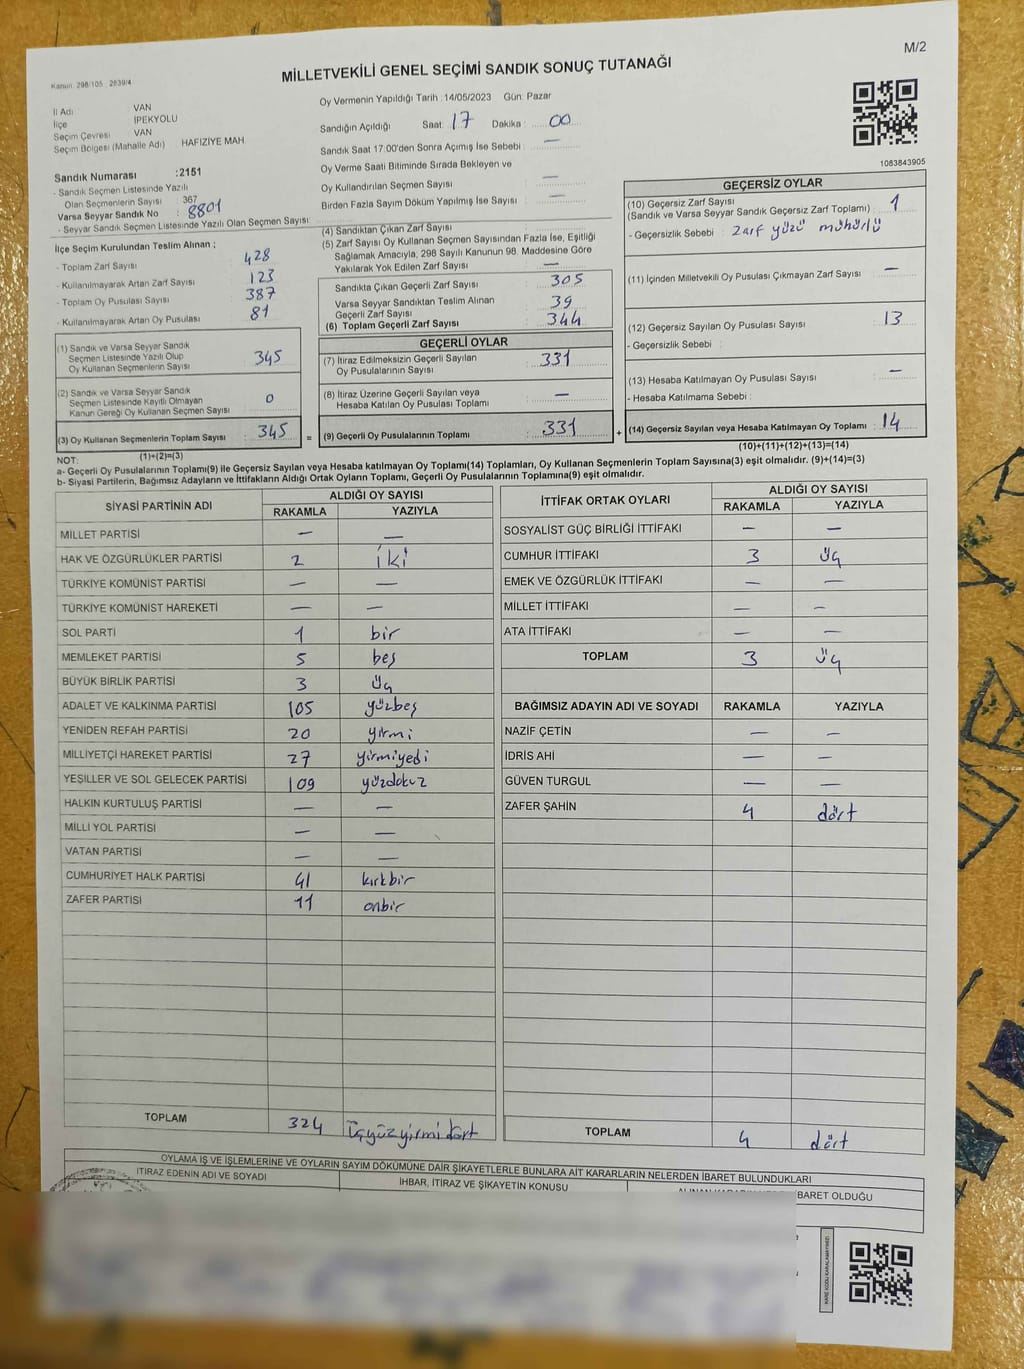 M/2
Kanun: 298/105 , 2839/4
MİLLETVEKİLİ GENEL SEÇİMİ SANDIK SONUÇ TUTANAĞI
İl Adı VAN
İlçe İPEKYOLU
Seçim Çevresi VAN
Seçim Bölgesi (Mahalle Adı) HAFIZİYE MAH
Sandık Numarası :2151
- Sandık Seçmen Listesinde Yazılı
Olan Seçmenlerin Sayısı 367
Varsa Seyyar Sandık No : 8801
- Seyyar Sandık Seçmen Listesinde Yazılı Olan Seçmen Sayısı
İlçe Seçim Kurulundan Teslim Alınan ;
- Toplam Zarf Sayısı 428
- Kullanılmayarak Artan Zarf Sayısı 123
- Toplam Oy Pusulası Sayısı 387
- Kullanılmayarak Artan Oy Pusulası 81
(1) Sandık ve Varsa Seyyar Sandık
Seçmen Listesinde Yazılı Olup
Oy Kullanan Seçmenlerin Sayısı 345
(2) Sandık ve Varsa Seyyar Sandık
Seçmen Listesinde Kayıtlı Olmayan
Kanun Gereği Oy Kullanan Seçmen Sayısı 0
(3) Oy Kullanan Seçmenlerin Toplam Sayısı 345 =
(1)+(2)=(3)
Oy Vermenin Yapıldığı Tarih :14/05/2023 Gün: Pazar
Sandığın Açıldığı Saat: 17 Dakika : 00
Sandık Saat 17:00'den Sonra Açımış İse Sebebi : —
Oy Verme Saati Bitiminde Sırada Bekleyen ve
Oy Kullandırılan Seçmen Sayısı —
Birden Fazla Sayım Döküm Yapılmış İse Sayısı —
(4) Sandıktan Çıkan Zarf Sayısı
(5) Zarf Sayısı Oy Kullanan Seçmen Sayısından Fazla İse, Eşitliği
Sağlamak Amacıyla; 298 Sayılı Kanunun 98. Maddesine Göre
Yakılarak Yok Edilen Zarf Sayısı —
Sandıkta Çıkan Geçerli Zarf Sayısı 305
Varsa Seyyar Sandıktan Teslim Alınan
Geçerli Zarf Sayısı 39
(6) Toplam Geçerli Zarf Sayısı 344
GEÇERLİ OYLAR
(7) İtiraz Edilmeksizin Geçerli Sayılan
Oy Pusulalarının Sayısı 331
(8) İtiraz Üzerine Geçerli Sayılan veya
Hesaba Katılan Oy Pusulası Toplamı —
(9) Geçerli Oy Pusulalarının Toplamı 331 +
1083843905
GEÇERSİZ OYLAR
(10) Geçersiz Zarf Sayısı
(Sandık ve Varsa Seyyar Sandık Geçersiz Zarf Toplamı) : 1
- Geçersizlik Sebebi : Zarf yüzü mühürlü
(11) İçinden Milletvekili Oy Pusulası Çıkmayan Zarf Sayısı —
(12) Geçersiz Sayılan Oy Pusulası Sayısı 13
- Geçersizlik Sebebi :
(13) Hesaba Katılmayan Oy Pusulası Sayısı —
- Hesaba Katılmama Sebebi :
(14) Geçersiz Sayılan veya Hesaba Katılmayan Oy Toplamı : 14
(10)+(11)+(12)+(13)=(14)
NOT:
a- Geçerli Oy Pusulalarının Toplamı(9) ile Geçersiz Sayılan veya Hesaba katılmayan Oy Toplamı(14) Toplamları, Oy Kullanan Seçmenlerin Toplam Sayısına(3) eşit olmalıdır. (9)+(14)=(3)
b- Siyasi Partilerin, Bağımsız Adayların ve İttifakların Aldığı Ortak Oyların Toplamı, Geçerli Oy Pusulalarının Toplamına(9) eşit olmalıdır.
SİYASİ PARTİNİN ADI ALDIĞI OY SAYISI
RAKAMLA YAZIYLA
MİLLET PARTİSİ — —
HAK VE ÖZGÜRLÜKLER PARTİSİ 2 iki
TÜRKİYE KOMÜNİST PARTİSİ — —
TÜRKİYE KOMÜNİST HAREKETİ — —
SOL PARTİ 1 bir
MEMLEKET PARTİSİ 5 beş
BÜYÜK BİRLİK PARTİSİ 3 üç
ADALET VE KALKINMA PARTİSİ 105 yüzbeş
YENİDEN REFAH PARTİSİ 20 yirmi
MİLLİYETÇİ HAREKET PARTİSİ 27 yirmiyedi
YEŞİLLER VE SOL GELECEK PARTİSİ 109 yüzdokuz
HALKIN KURTULUŞ PARTİSİ — —
MİLLİ YOL PARTİSİ — —
VATAN PARTİSİ — —
CUMHURİYET HALK PARTİSİ 41 kırkbir
ZAFER PARTİSİ 11 onbir
TOPLAM 324 üçyüzyirmi dört
İTTİFAK ORTAK OYLARI ALDIĞI OY SAYISI
RAKAMLA YAZIYLA
SOSYALİST GÜÇ BİRLİĞİ İTTİFAKI — —
CUMHUR İTTİFAKI 3 üç
EMEK VE ÖZGÜRLÜK İTTİFAKI — —
MİLLET İTTİFAKI — —
ATA İTTİFAKI — —
TOPLAM 3 üç
BAĞIMSIZ ADAYIN ADI VE SOYADI RAKAMLA YAZIYLA
NAZİF ÇETİN — —
İDRİS AHİ — —
GÜVEN TURGUL — —
ZAFER ŞAHİN 4 dört
TOPLAM 4 dört
OYLAMA İŞ VE İŞLEMLERİNE VE OYLARIN SAYIM DÖKÜMÜNE DAİR ŞİKAYETLERLE BUNLARA AİT KARARLARIN NELERDEN İBARET BULUNDUKLARI
İTİRAZ EDENİN ADI VE SOYADI İHBAR, İTİRAZ VE ŞİKAYETİN KONUSU BARET OLDUĞU